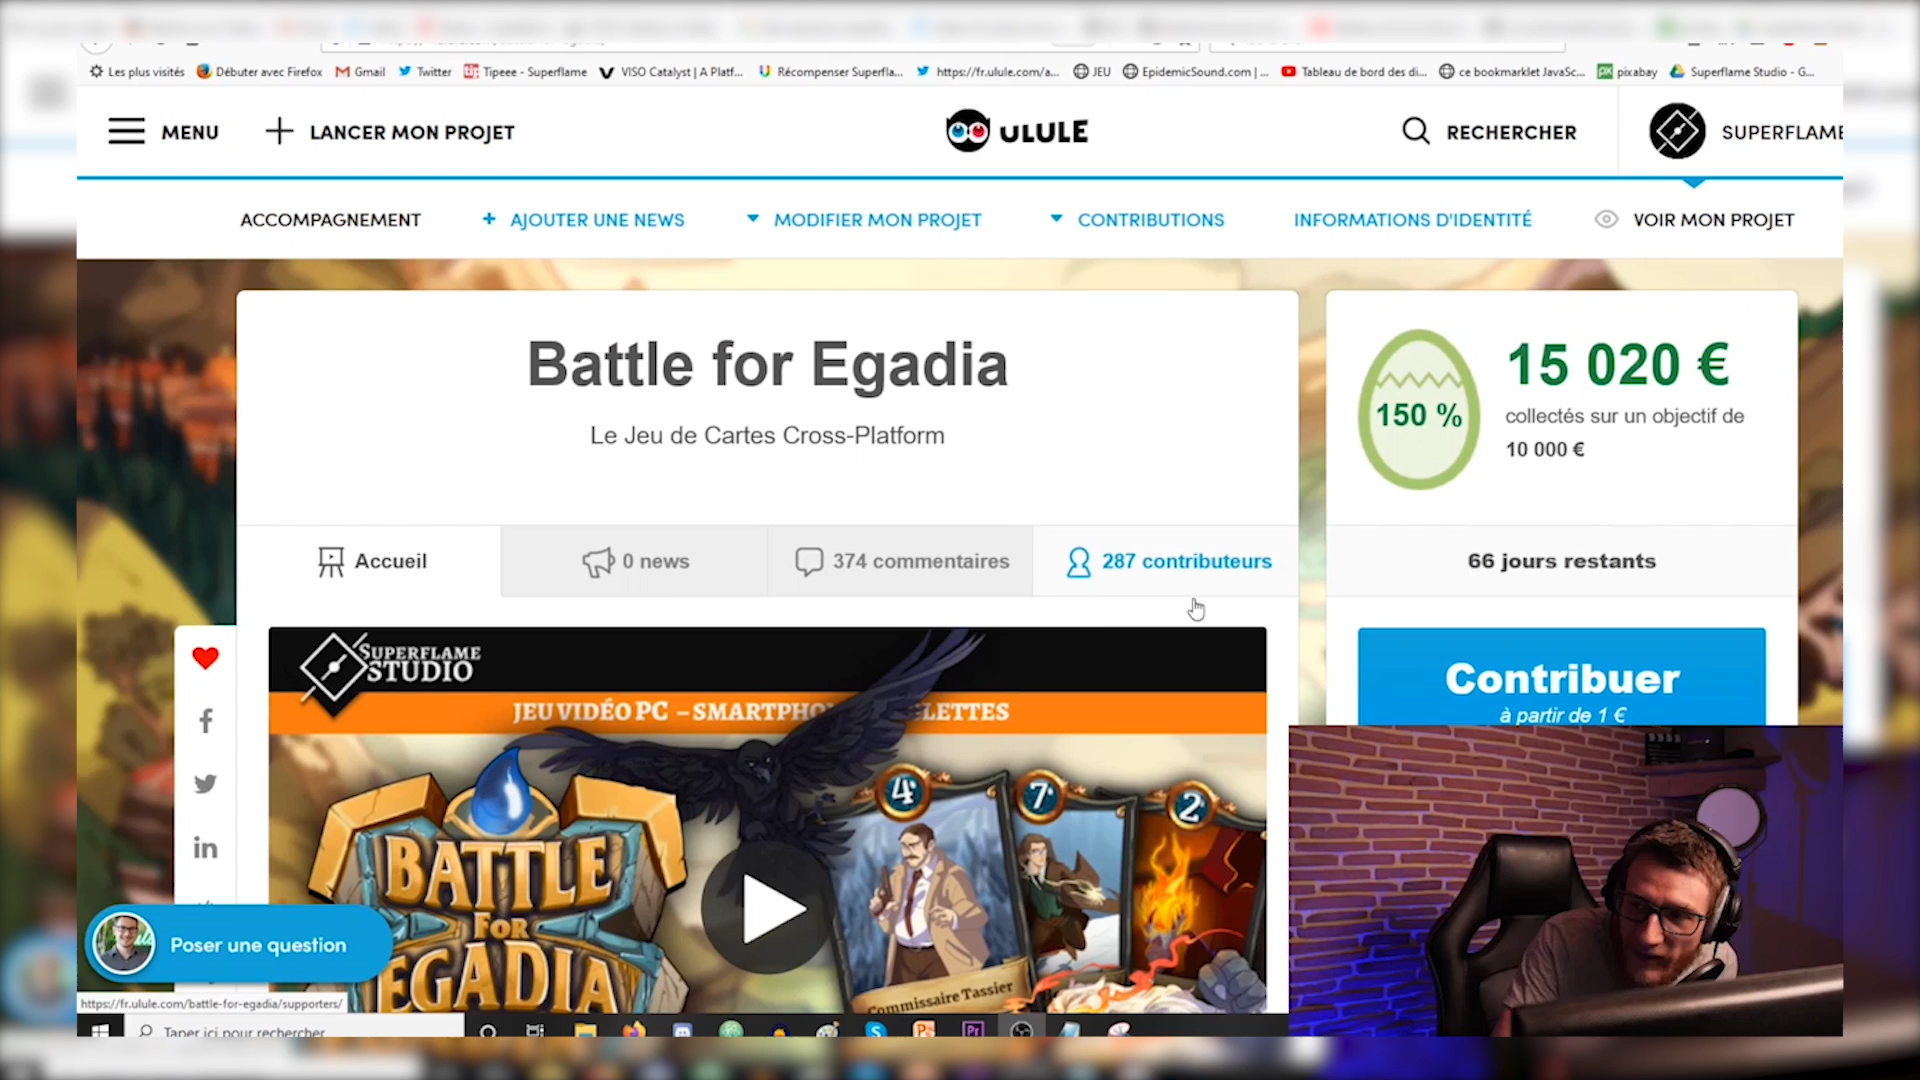 Les plus visités
Débuter avec Firefox
Gmail
Twitter
Tipeee - Superflame
VISO Catalyst | A Platf...
Récompenser Superfla...
https://fr.ulule.com/a...
JEU
EpidemicSound.com | ...
Tableau de bord des di...
ce bookmarklet JavaSc...
px
pixabay
Superflame Studio - G...
MENU
LANCER MON PROJET
ULULE
RECHERCHER
SUPERFLAME
ACCOMPAGNEMENT
+ AJOUTER UNE NEWS
MODIFIER MON PROJET
CONTRIBUTIONS
INFORMATIONS D'IDENTITÉ
VOIR MON PROJET
Battle for Egadia
Le Jeu de Cartes Cross-Platform
150 %
15 020 €
collectés sur un objectif de
10 000 €
Accueil
0 news
374 commentaires
287 contributeurs
66 jours restants
Contribuer
à partir de 1 €
SUPERFLAME
STUDIO
JEU VIDÉO PC – SMARTPHO
LETTES
4
7
2
BATTLE
FOR
EGADIA
Commissaire Tassier
in
Poser une question
https://fr.ulule.com/battle-for-egadia/supporters/
Taper ici pour rechercher
Pr